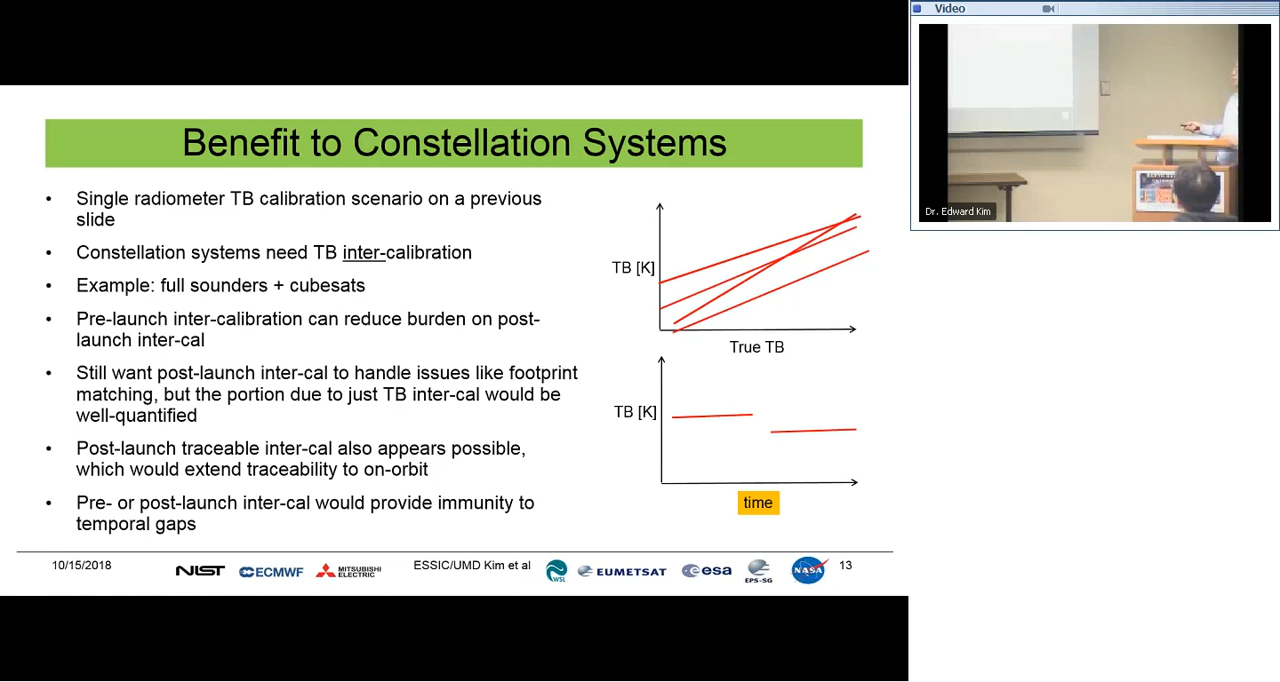 Video
Benefit to Constellation Systems
• Single radiometer TB calibration scenario on a previous
slide
• Constellation systems need TB inter-calibration
• Example: full sounders + cubesats
• Pre-launch inter-calibration can reduce burden on post-
launch inter-cal
• Still want post-launch inter-cal to handle issues like footprint
matching, but the portion due to just TB inter-cal would be
well-quantified
• Post-launch traceable inter-cal also appears possible,
which would extend traceability to on-orbit
• Pre- or post-launch inter-cal would provide immunity to
temporal gaps
TB [K]
True TB
TB [K]
time
10/15/2018
NIST
ECMWF
MITSUBISHI
ELECTRIC
ESSIC/UMD Kim et al
WSL
EUMETSAT
esa
EPS-SG
NASA
13
Dr. Edward Kim